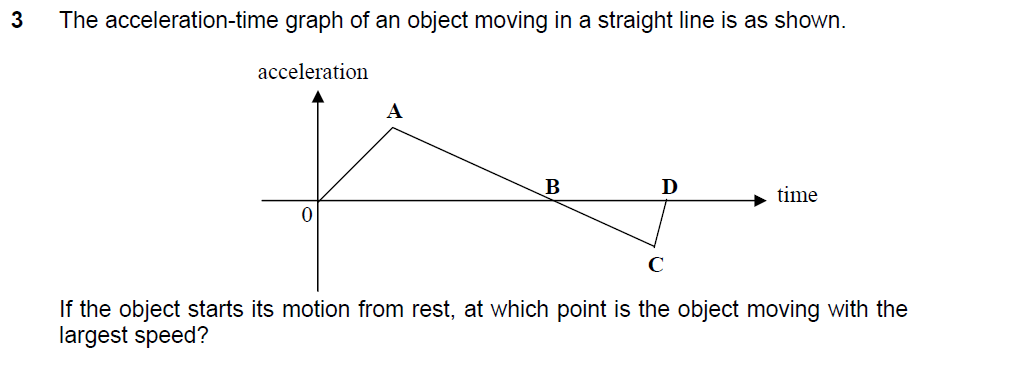 3 The acceleration-time graph of an object moving in a straight line is as shown.
acceleration
A
B
D
time
0
C
If the object starts its motion from rest, at which point is the object moving with the
largest speed?